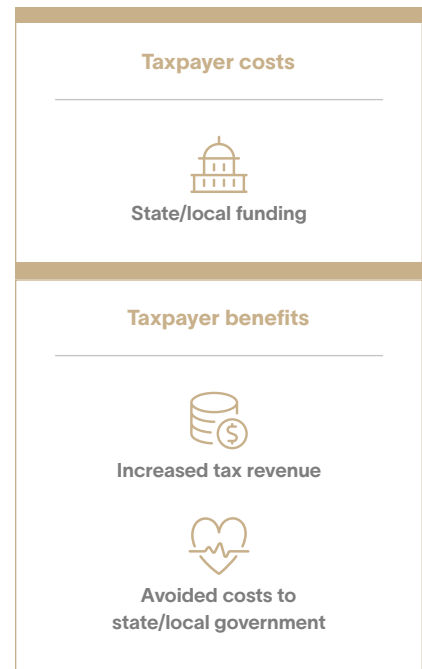 Taxpayer costs
State/local funding
Taxpayer benefits
$
Increased tax revenue
Avoided costs to
state/local government